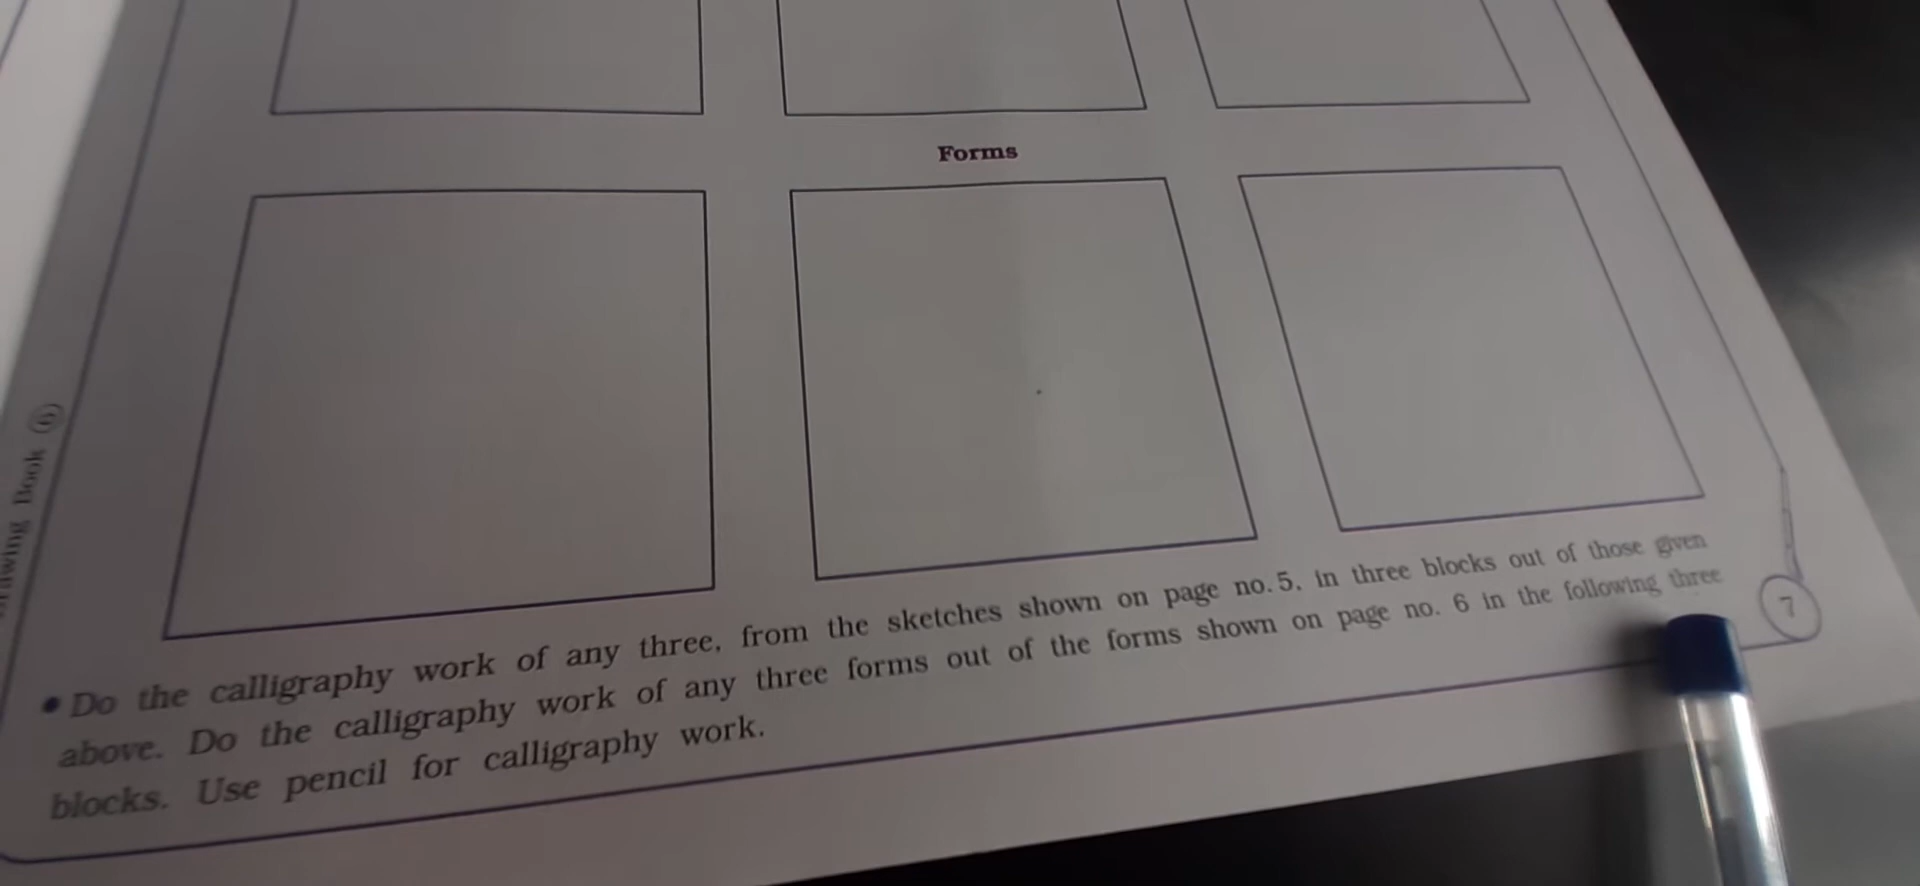 Forms
Book 6
• Do the calligraphy work of any three, from the sketches shown on page no. 5, in three blocks out of those given
above. Do the calligraphy work of any three forms out of the forms shown on page no. 6 in the following three
blocks. Use pencil for calligraphy work.
7